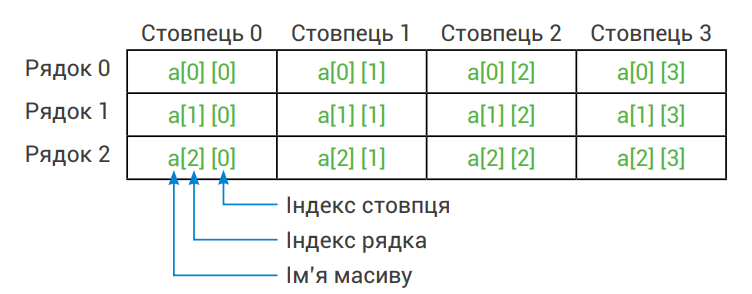 Стовпець 0 Стовпець 1 Стовпець 2 Стовпець 3
Рядок 0 a[0] [0] a[0] [1] a[0] [2] a[0] [3]
Рядок 1 a[1] [0] a[1] [1] a[1] [2] a[1] [3]
Рядок 2 a[2] [0] a[2] [1] a[2] [2] a[2] [3]
Індекс стовпця
Індекс рядка
Ім’я масиву